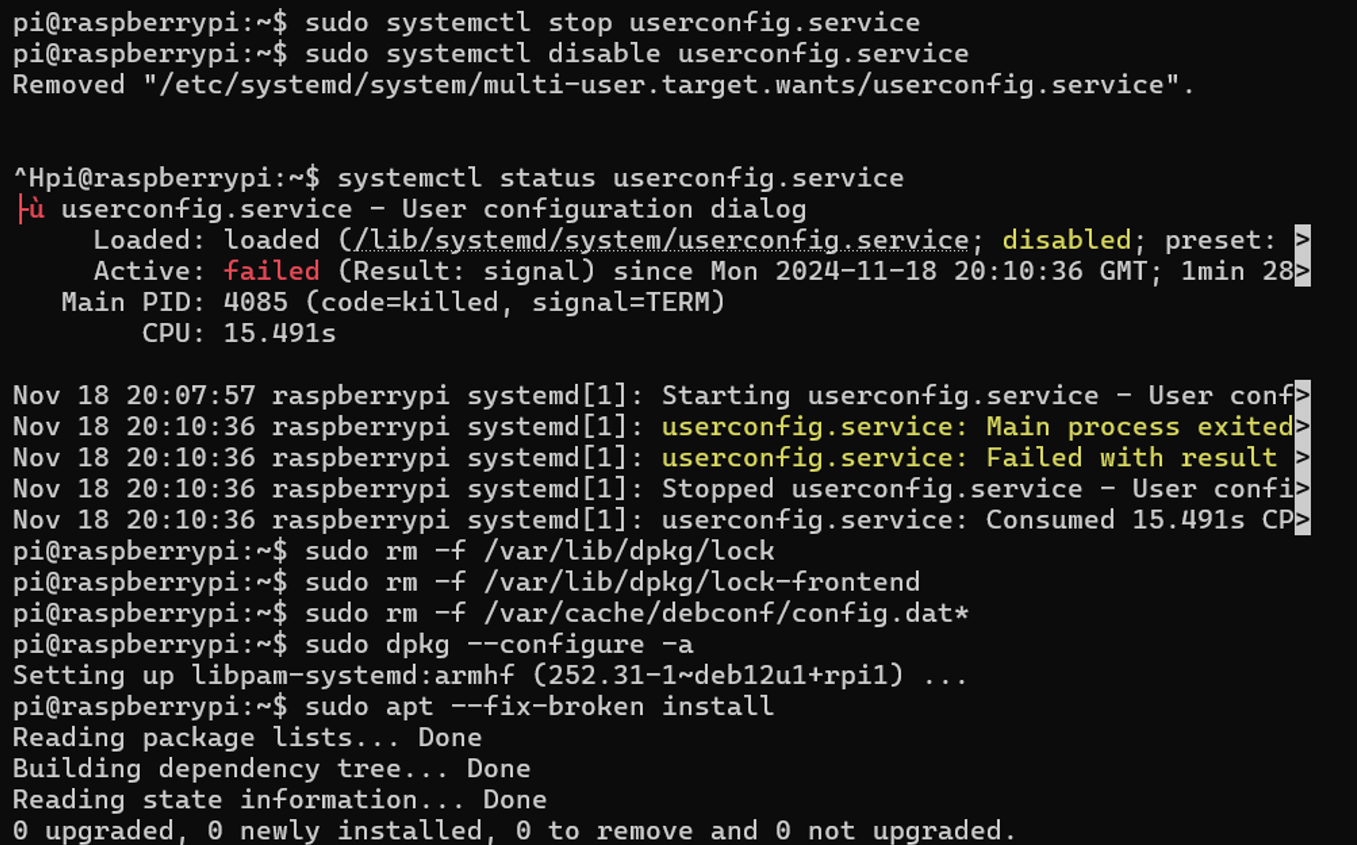 pi@raspberrypi:~$ sudo systemctl stop userconfig.service
pi@raspberrypi:~$ sudo systemctl disable userconfig.service
Removed "/etc/systemd/system/multi-user.target.wants/userconfig.service".
^Hpi@raspberrypi:~$ systemctl status userconfig.service
├ù userconfig.service - User configuration dialog
Loaded: loaded (/lib/systemd/system/userconfig.service; disabled; preset: >
Active: failed (Result: signal) since Mon 2024-11-18 20:10:36 GMT; 1min 28>
Main PID: 4085 (code=killed, signal=TERM)
CPU: 15.491s
Nov 18 20:07:57 raspberrypi systemd[1]: Starting userconfig.service - User conf>
Nov 18 20:10:36 raspberrypi systemd[1]: userconfig.service: Main process exited>
Nov 18 20:10:36 raspberrypi systemd[1]: userconfig.service: Failed with result >
Nov 18 20:10:36 raspberrypi systemd[1]: Stopped userconfig.service - User confi>
Nov 18 20:10:36 raspberrypi systemd[1]: userconfig.service: Consumed 15.491s CP>
pi@raspberrypi:~$ sudo rm -f /var/lib/dpkg/lock
pi@raspberrypi:~$ sudo rm -f /var/lib/dpkg/lock-frontend
pi@raspberrypi:~$ sudo rm -f /var/cache/debconf/config.dat*
pi@raspberrypi:~$ sudo dpkg --configure -a
Setting up libpam-systemd:armhf (252.31-1~deb12u1+rpi1) ...
pi@raspberrypi:~$ sudo apt --fix-broken install
Reading package lists... Done
Building dependency tree... Done
Reading state information... Done
0 upgraded, 0 newly installed, 0 to remove and 0 not upgraded.